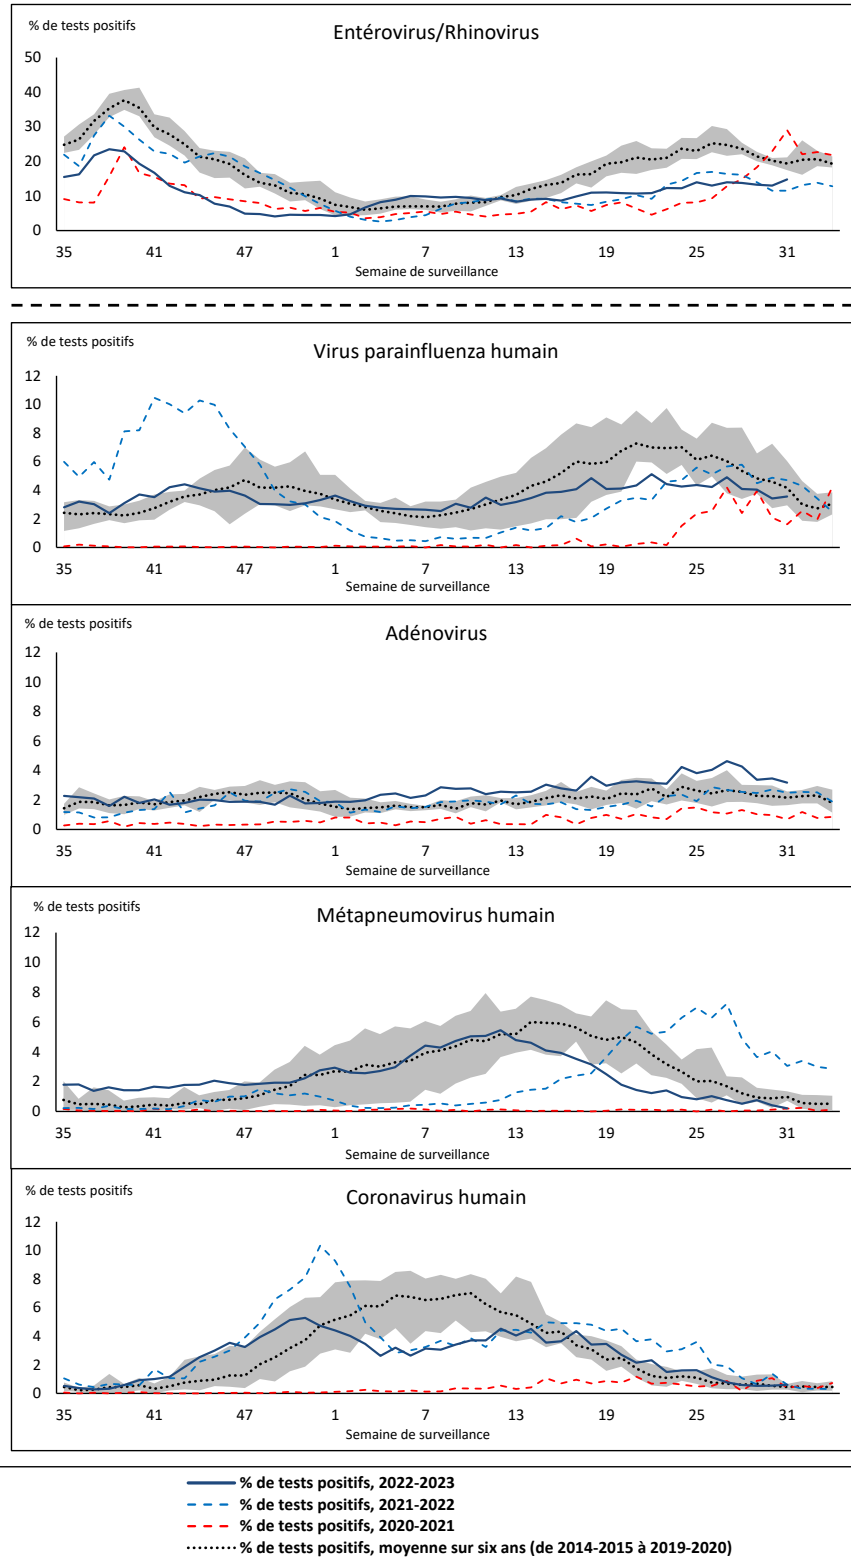 % de tests positifs
Entérovirus/Rhinovirus
50
40
30
20
10
0
35 41 47 1 7 13 19 25 31
Semaine de surveillance
% de tests positifs
Virus parainfluenza humain
12
10
8
6
4
2
0
35 41 47 1 7 13 19 25 31
Semaine de surveillance
% de tests positifs
Adénovirus
12
10
8
6
4
2
0
35 41 47 1 7 13 19 25 31
Semaine de surveillance
% de tests positifs
Métapneumovirus humain
12
10
8
6
4
2
0
35 41 47 1 7 13 19 25 31
Semaine de surveillance
% de tests positifs
Coronavirus humain
12
10
8
6
4
2
0
35 41 47 1 7 13 19 25 31
Semaine de surveillance
% de tests positifs, 2022-2023
% de tests positifs, 2021-2022
% de tests positifs, 2020-2021
% de tests positifs, moyenne sur six ans (de 2014-2015 à 2019-2020)